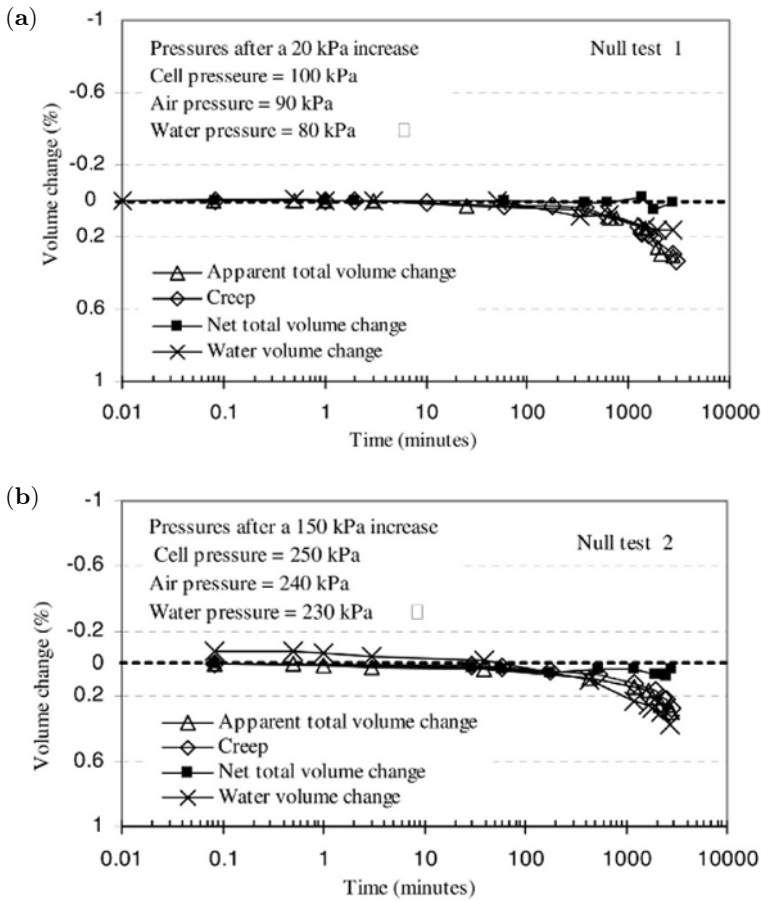 (a)
-1
Pressures after a 20 kPa increase
Null test 1
Cell presseure = 100 kPa
-0.6
Air pressure = 90 kPa
Water pressure = 80 kPa
-0.2
0
0.2
Volume change (%)
Apparent total volume change
Creep
0.6
Net total volume change
Water volume change
1
0.01 0.1 1 10 100 1000 10000
Time (minutes)
(b)
-1
Pressures after a 150 kPa increase
Null test 2
Cell pressure = 250 kPa
-0.6
Air pressure = 240 kPa
Water pressure = 230 kPa
-0.2
0
0.2
Volume change (%)
Apparent total volume change
Creep
0.6
Net total volume change
Water volume change
1
0.01 0.1 1 10 100 1000 10000
Time (minutes)